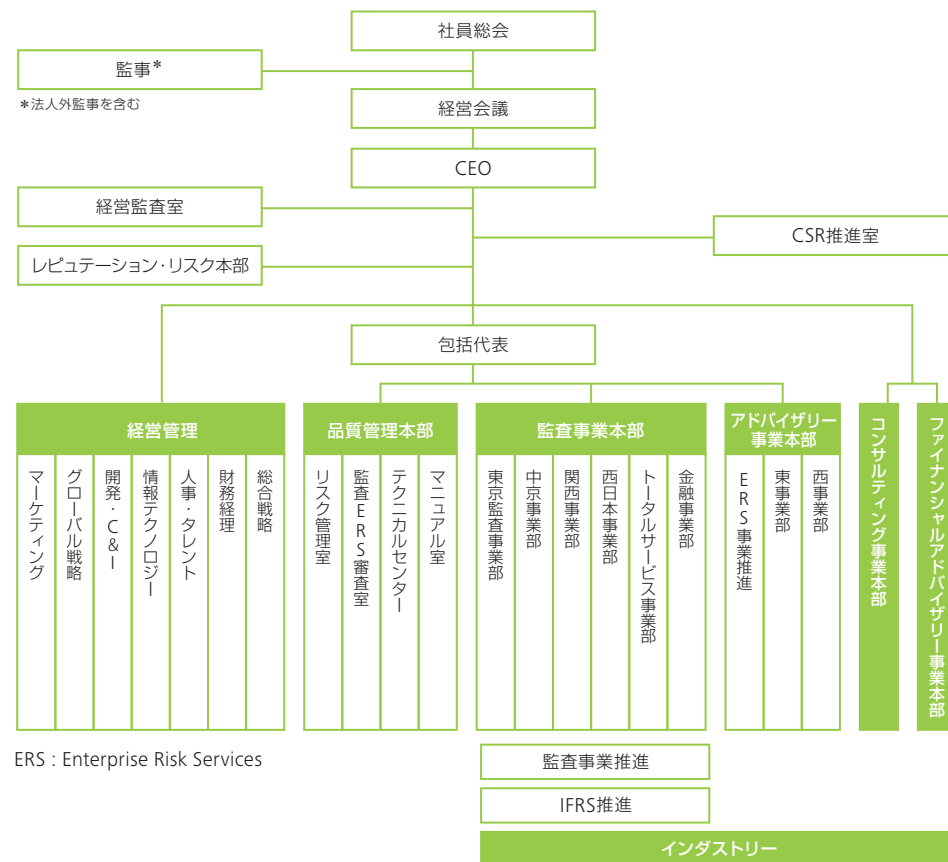 社員総会
監事*
*法人外監事を含む
経営会議
CEO
経営監査室
CSR推進室
レピュテーション・リスク本部
包括代表
経営管理
マーケティング
グローバル戦略
開発・C&I
情報テクノロジー
人事・タレント
財務経理
総合戦略
品質管理本部
リスク管理室
監査ERS審査室
テクニカルセンター
マニュアル室
監査事業本部
東京監査事業部
中京事業部
関西事業部
西日本事業部
トータルサービス事業部
金融事業部
アドバイザリー
事業本部
ERS事業推進
東事業部
西事業部
コンサルティング事業本部
ファイナンシャルアドバイザリー事業本部
ERS : Enterprise Risk Services
監査事業推進
IFRS推進
インダストリー